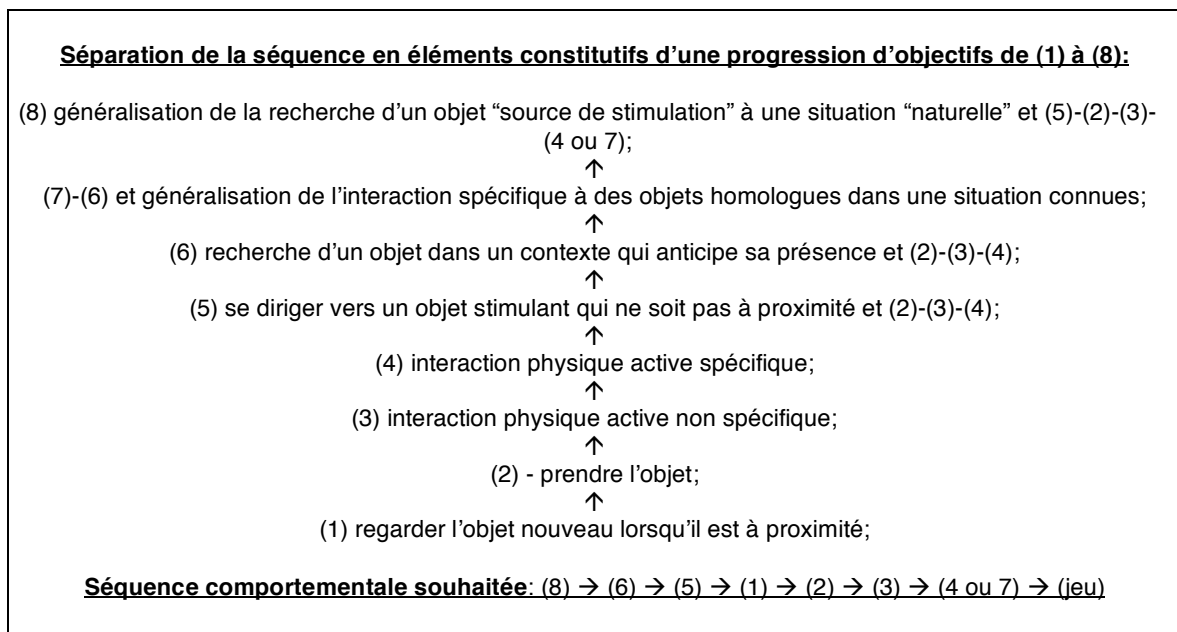 Séparation de la séquence en éléments constitutifs d’une progression d’objectifs de (1) à (8):
(8) généralisation de la recherche d’un objet “source de stimulation” à une situation “naturelle” et (5)-(2)-(3)-
(4 ou 7);
↑
(7)-(6) et généralisation de l’interaction spécifique à des objets homologues dans une situation connues;
↑
(6) recherche d’un objet dans un contexte qui anticipe sa présence et (2)-(3)-(4);
↑
(5) se diriger vers un objet stimulant qui ne soit pas à proximité et (2)-(3)-(4);
↑
(4) interaction physique active spécifique;
↑
(3) interaction physique active non spécifique;
↑
(2) - prendre l’objet;
↑
(1) regarder l’objet nouveau lorsqu’il est à proximité;
Séquence comportementale souhaitée: (8) → (6) → (5) → (1) → (2) → (3) → (4 ou 7) → (jeu)